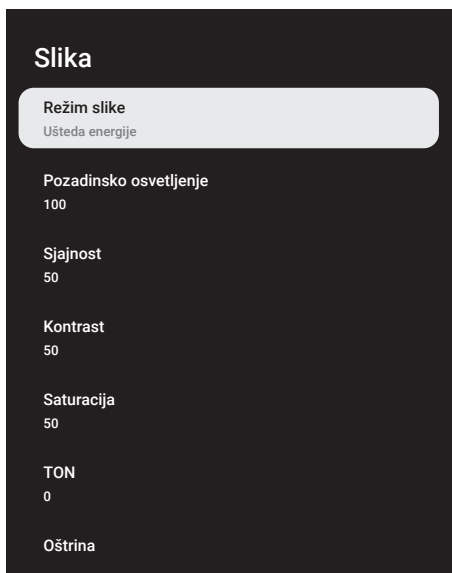 Slika
Režim slike
Ušteda energije
Pozadinsko osvetljenje
100
Sjajnost
50
Kontrast
50
Saturacija
50
TON
0
Oštrina